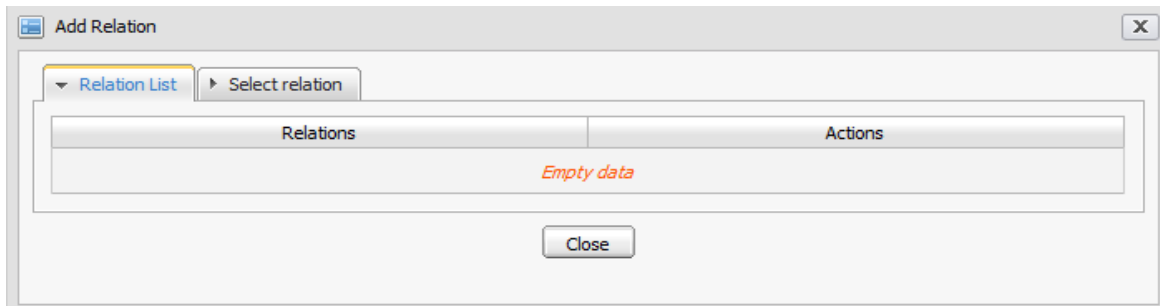 Add Relation
Relation List Select relation
Relations Actions
Empty data
Close